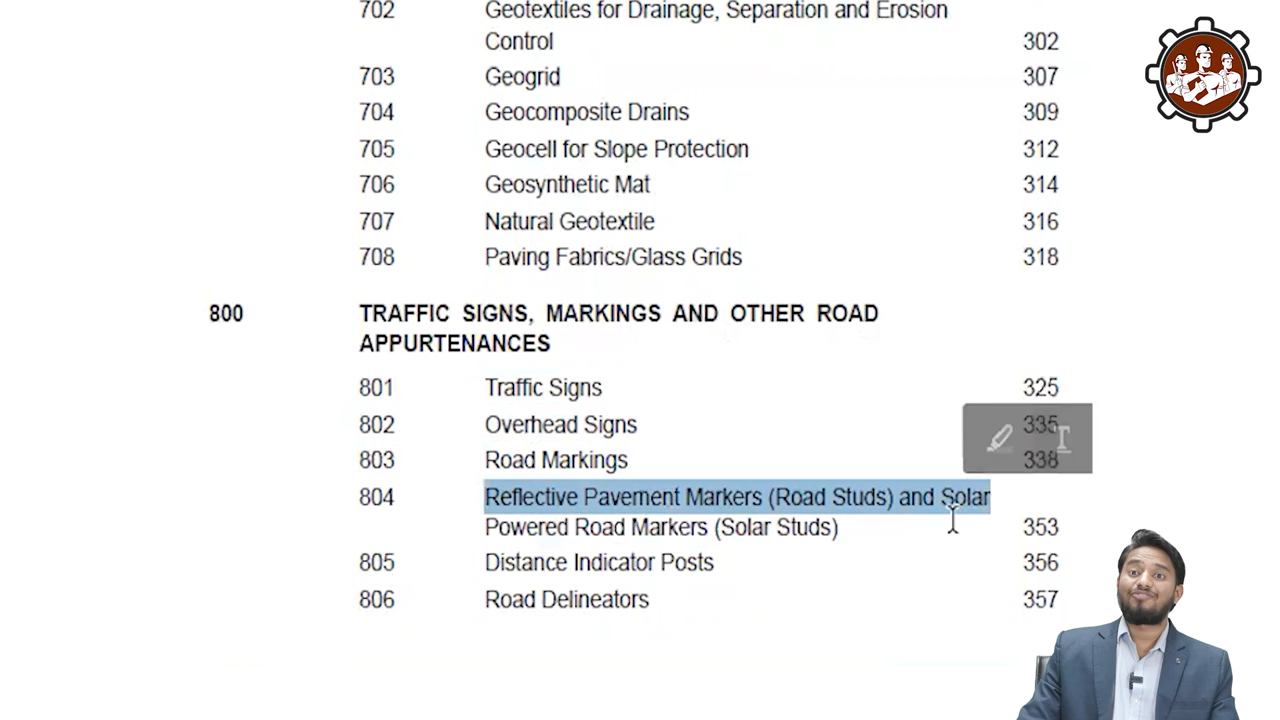 702 Geotextiles for Drainage, Separation and Erosion
Control 302
703 Geogrid 307
704 Geocomposite Drains 309
705 Geocell for Slope Protection 312
706 Geosynthetic Mat 314
707 Natural Geotextile 316
708 Paving Fabrics/Glass Grids 318
800 TRAFFIC SIGNS, MARKINGS AND OTHER ROAD
APPURTENANCES
801 Traffic Signs 325
802 Overhead Signs 335
803 Road Markings 338
804 Reflective Pavement Markers (Road Studs) and Solar
Powered Road Markers (Solar Studs) 353
805 Distance Indicator Posts 356
806 Road Delineators 357